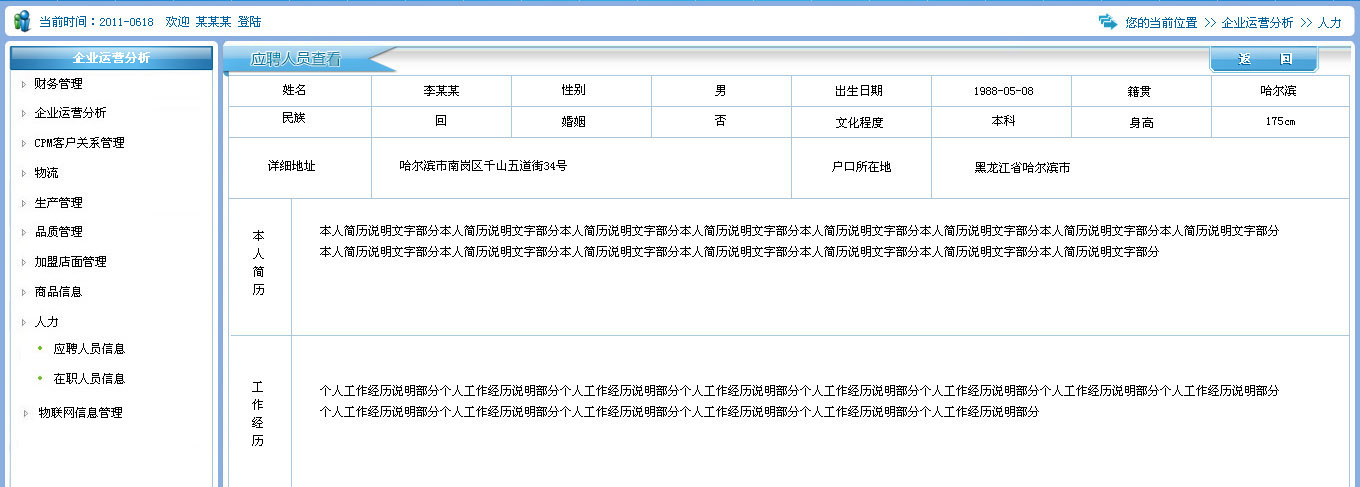 当前时间：2011-0618 欢迎 某某某 登陆
您的当前位置 >> 企业运营分析 >> 人力
企业运营分析
财务管理
企业运营分析
CPM客户关系管理
物流
生产管理
品质管理
加盟店面管理
商品信息
人力
应聘人员信息
在职人员信息
物联网信息管理
应聘人员查看
返 回
姓名 李某某 性别 男 出生日期 1988-05-08 籍贯 哈尔滨
民族 回 婚姻 否 文化程度 本科 身高 175cm
详细地址 哈尔滨市南岗区千山五道街34号 户口所在地 黑龙江省哈尔滨市
本人简历
本人简历说明文字部分本人简历说明文字部分本人简历说明文字部分本人简历说明文字部分本人简历说明文字部分本人简历说明文字部分本人简历说明文字部分本人简历说明文字部分
本人简历说明文字部分本人简历说明文字部分本人简历说明文字部分本人简历说明文字部分本人简历说明文字部分本人简历说明文字部分本人简历说明文字部分
工作经历
个人工作经历说明部分个人工作经历说明部分个人工作经历说明部分个人工作经历说明部分个人工作经历说明部分个人工作经历说明部分个人工作经历说明部分个人工作经历说明部分
个人工作经历说明部分个人工作经历说明部分个人工作经历说明部分个人工作经历说明部分个人工作经历说明部分个人工作经历说明部分